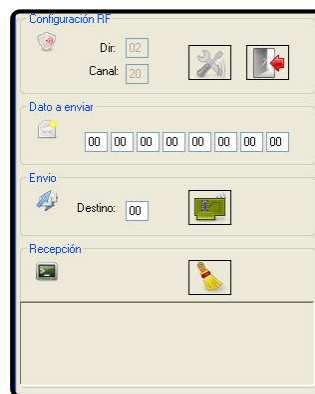 Configuración RF
Dir: 02
Canal: 20
Dato a enviar
00 00 00 00 00 00 00 00
Envio
Destino: 00
Recepción